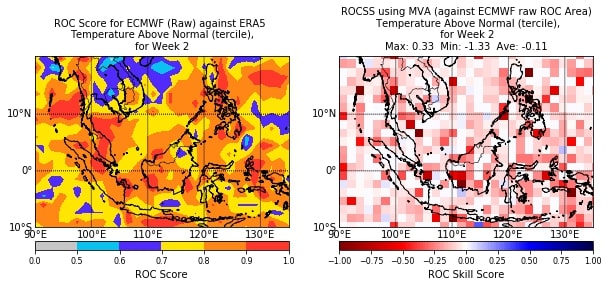 ROC Score for ECMWF (Raw) against ERA5
Temperature Above Normal (tercile),
for Week 2
10°N
0°
10°S
90°E 100°E 110°E 120°E 130°E
0.0 0.5 0.6 0.7 0.8 0.9 1.0
ROC Score
ROCSS using MVA (against ECMWF raw ROC Area)
Temperature Above Normal (tercile),
for Week 2
Max: 0.33 Min: -1.33 Ave: -0.11
10°N
0°
10°S
90°E 100°E 110°E 120°E 130°E
−1.00 −0.75 −0.50 −0.25 0.00 0.25 0.50 0.75 1.00
ROC Skill Score